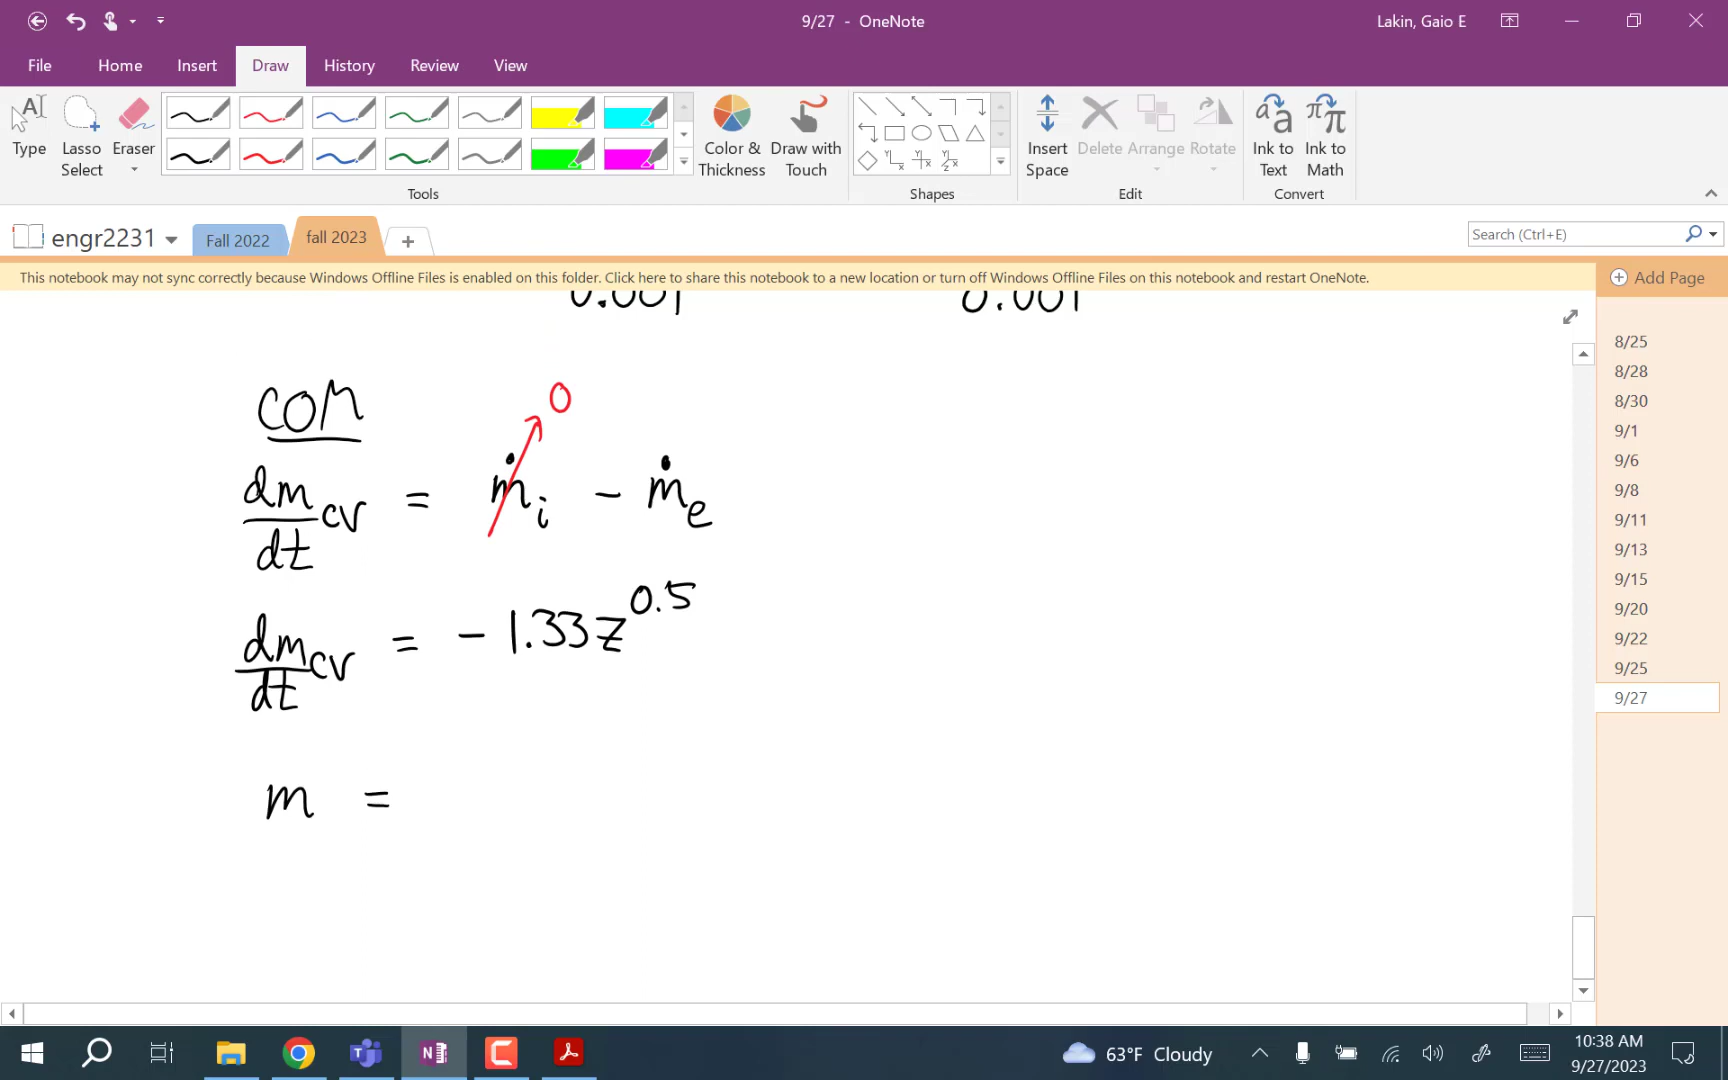 9/27 - OneNote
Lakin, Gaio E
File Home Insert Draw History Review View
Type
Lasso Select
Eraser
Color & Thickness
Draw with Touch
Insert Space
Delete Arrange Rotate
Ink to Text
Ink to Math
Tools
Shapes
Edit
Convert
engr2231
Fall 2022
fall 2023
Search (Ctrl+E)
This notebook may not sync correctly because Windows Offline Files is enabled on this folder. Click here to share this notebook to a new location or turn off Windows Offline Files on this notebook and restart OneNote.
Add Page
8/25
8/28
8/30
9/1
9/6
9/8
9/11
9/13
9/15
9/20
9/22
9/25
9/27
0.001 0.001
COM
0
dm/dt cv = ṁi - ṁe
dm/dt cv = - 1.33 z^0.5
m =
63°F Cloudy
10:38 AM
9/27/2023